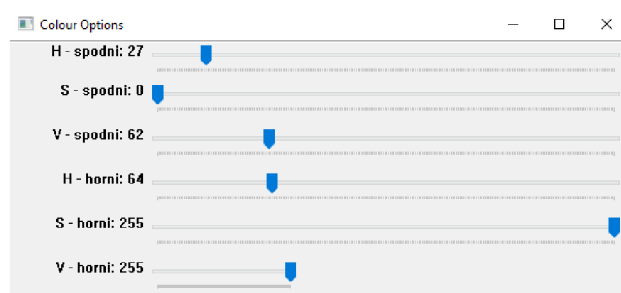 Colour Options
H - spodni: 27
S - spodni: 0
V - spodni: 62
H - horni: 64
S - horni: 255
V - horni: 255